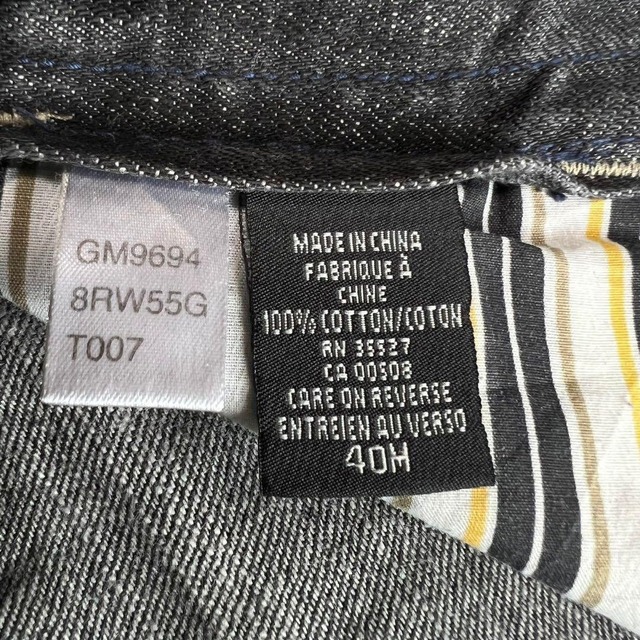 GM9694
8RW55G
T007
MADE IN CHINA
FABRIQUE À
CHINE
100% COTTON/COTON
RN 35527
CA 00508
CARE ON REVERSE
ENTREIEN AU VERSO
40M